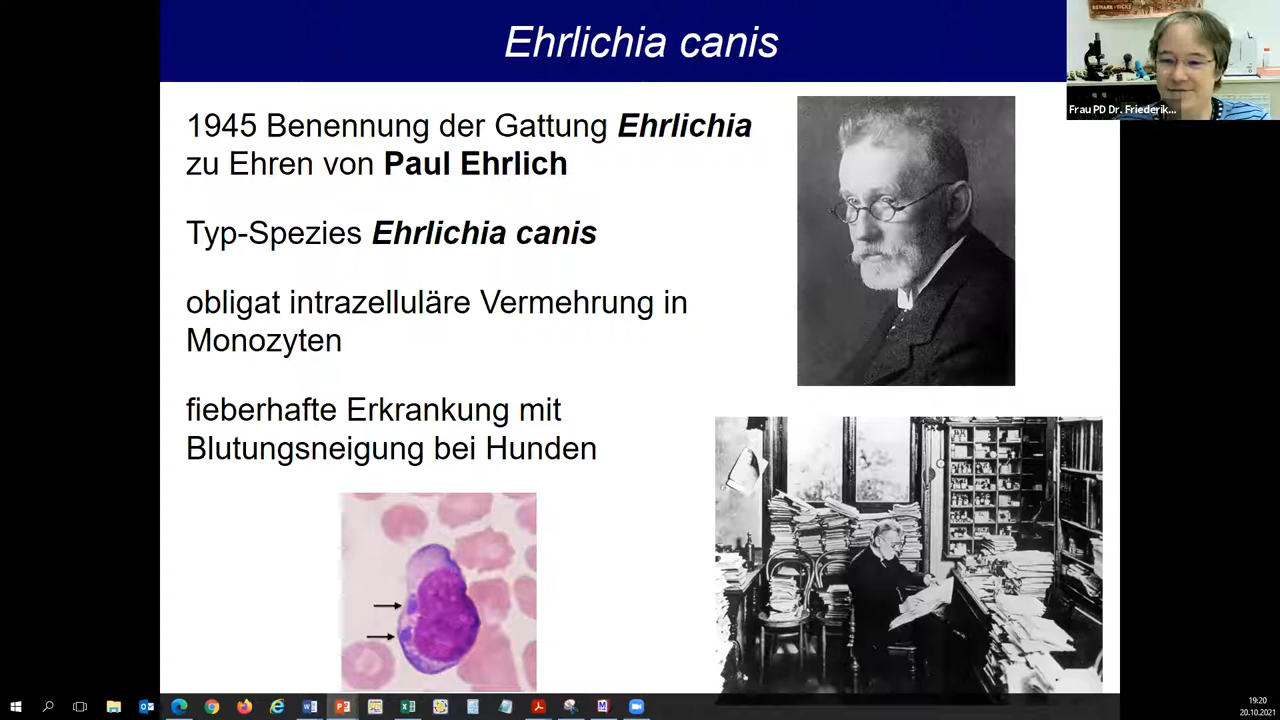 Ehrlichia canis
1945 Benennung der Gattung Ehrlichia
zu Ehren von Paul Ehrlich
Typ-Spezies Ehrlichia canis
obligat intrazelluläre Vermehrung in
Monozyten
fieberhafte Erkrankung mit
Blutungsneigung bei Hunden
Frau PD Dr. Friederik...
19:20
20.10.2021